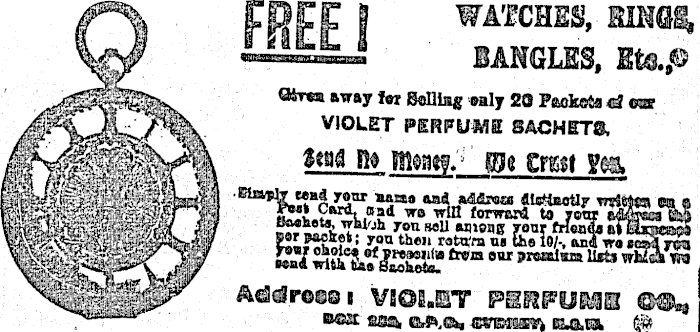 FREE!
WATCHES, RINGS,
BANGLES, Etc.,
Given away for Selling only 20 Packets of our
VIOLET PERFUME SACHETS.
Send No Money. We Trust You.
Simply send your name and address distinctly written on a
Post Card, and we will forward to your address the
Sachets, which you sell among your friends at
per packet; you then return us the 10/-, and we send you
your choice of presents from our premium lists which we
send with the Sachets.
Address: VIOLET PERFUME CO.,
BOX G.P.O., SYDNEY, N.S.W.